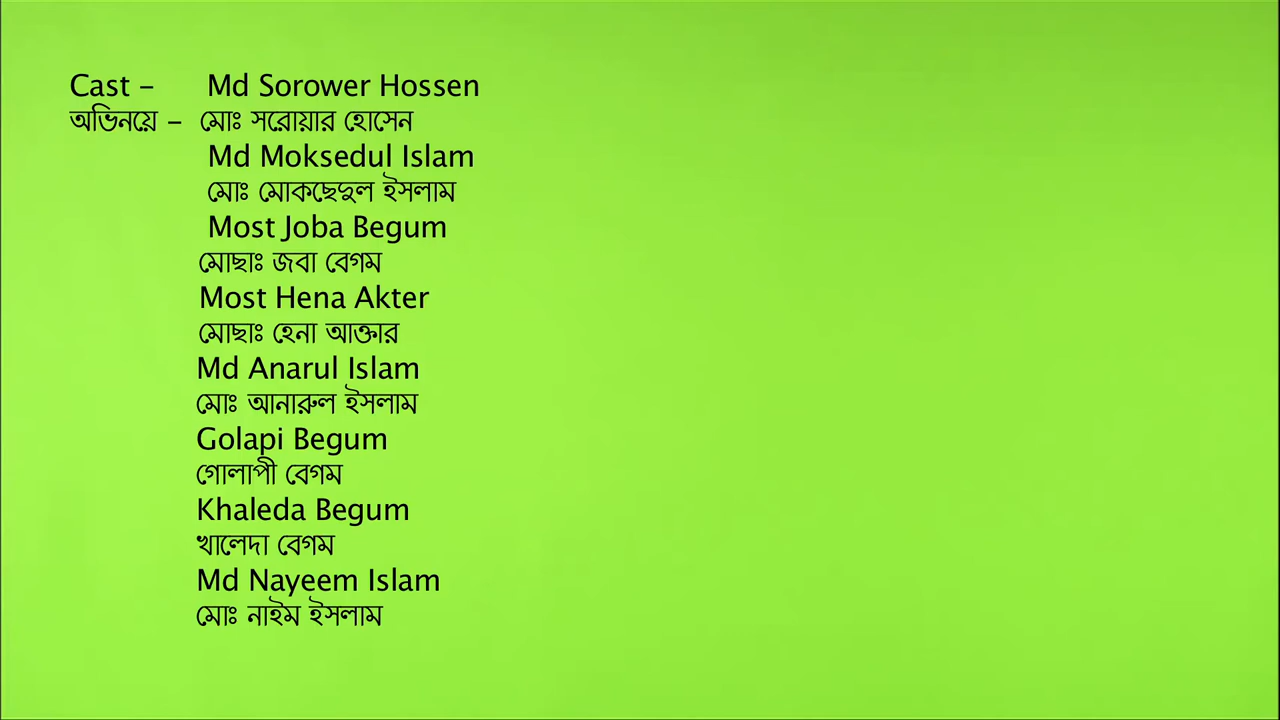 Cast – Md Sorower Hossen
অভিনয়ে – মোঃ সরোয়ার হোসেন
Md Moksedul Islam
মোঃ মোকছেদুল ইসলাম
Most Joba Begum
মোছাঃ জবা বেগম
Most Hena Akter
মোছাঃ হেনা আক্তার
Md Anarul Islam
মোঃ আনারুল ইসলাম
Golapi Begum
গোলাপী বেগম
Khaleda Begum
খালেদা বেগম
Md Nayeem Islam
মোঃ নাইম ইসলাম